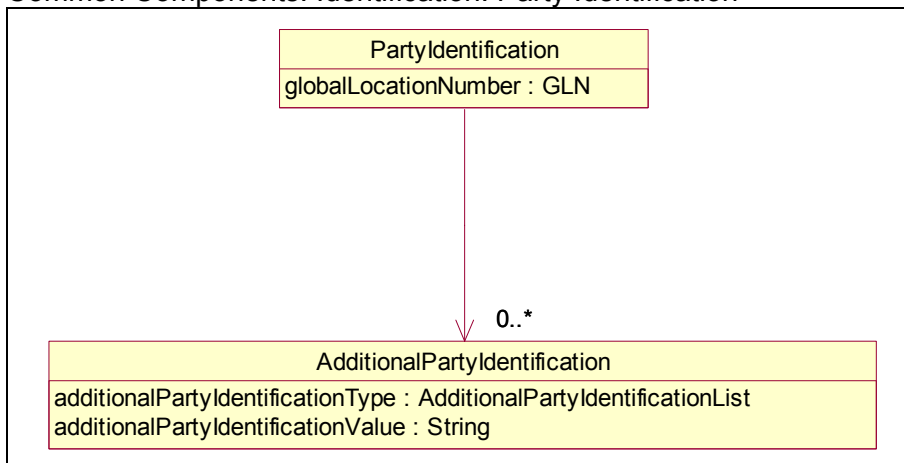 Common Components: Identification: Party Identification
PartyIdentification
globalLocationNumber : GLN
0..*
AdditionalPartyIdentification
additionalPartyIdentificationType : AdditionalPartyIdentificationList
additionalPartyIdentificationValue : String